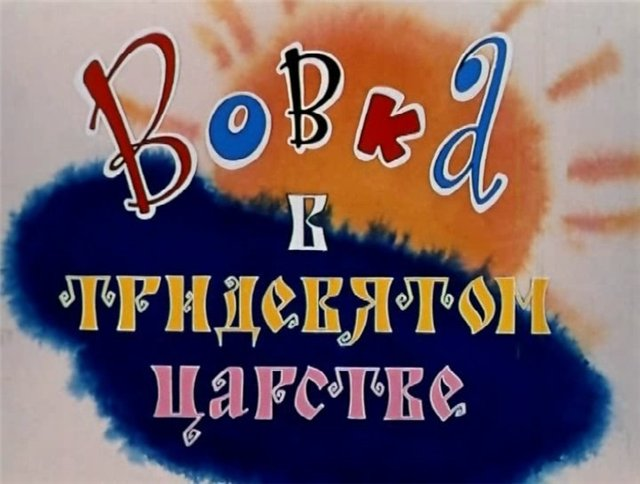 Вовка
в
тридевятом
царстве